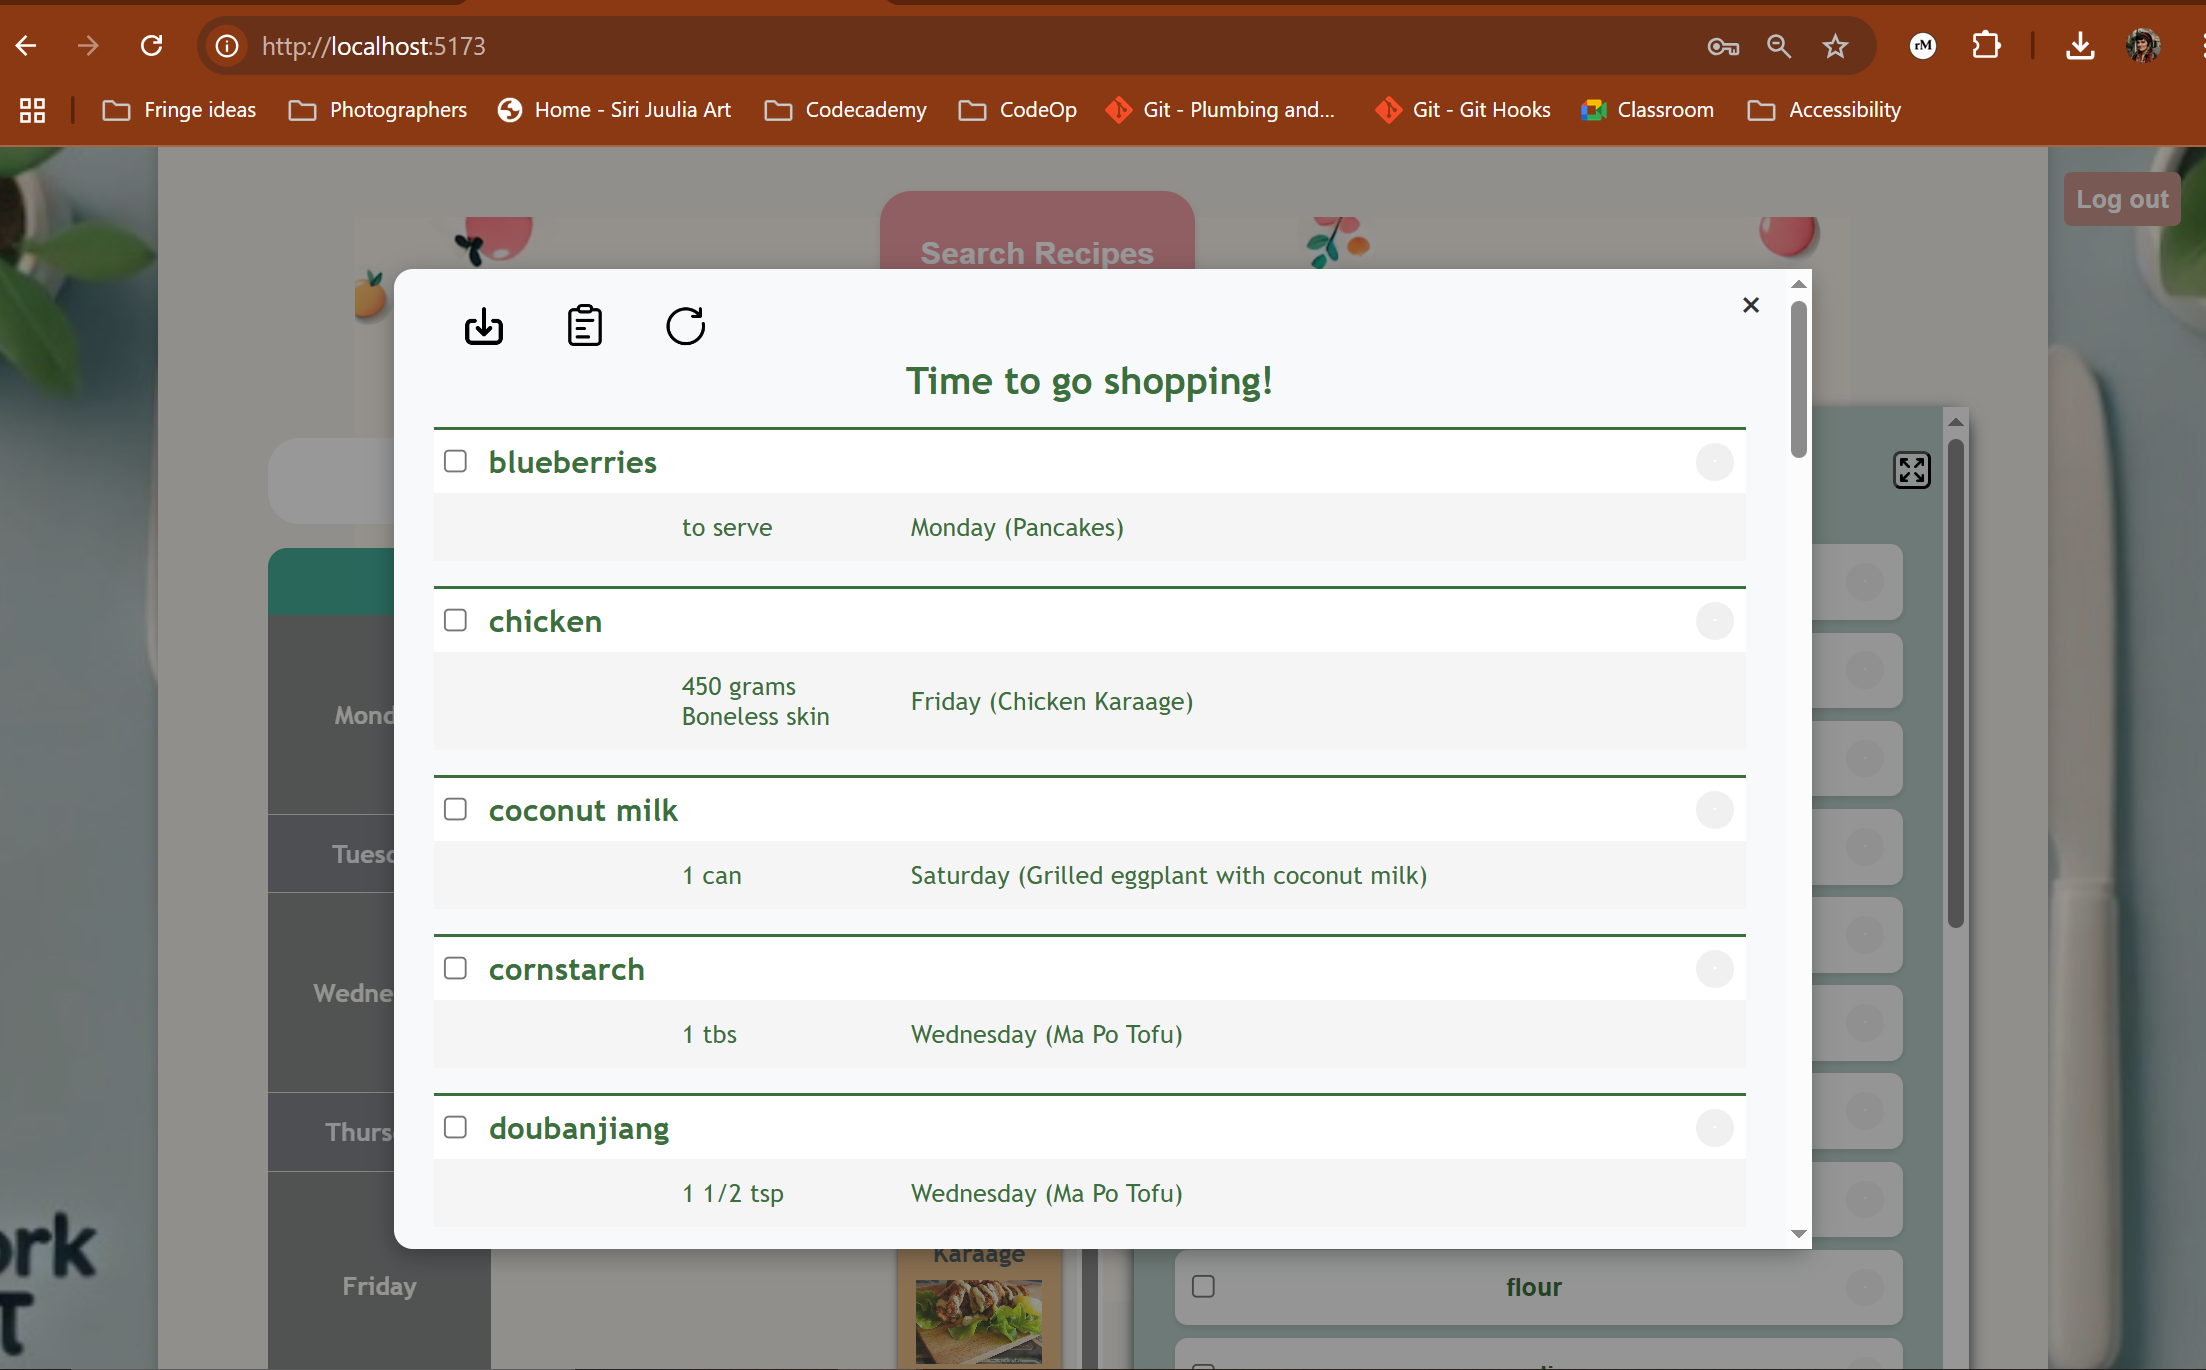 http://localhost:5173
Fringe ideas
Photographers
Home - Siri Juulia Art
Codecademy
CodeOp
Git - Plumbing and...
Git - Git Hooks
Classroom
Accessibility
rM
Log out
Search Recipes
Time to go shopping!
blueberries
to serve Monday (Pancakes)
chicken
450 grams
Boneless skin
Friday (Chicken Karaage)
coconut milk
1 can Saturday (Grilled eggplant with coconut milk)
cornstarch
1 tbs Wednesday (Ma Po Tofu)
doubanjiang
1 1/2 tsp Wednesday (Ma Po Tofu)
Mond
Tuesd
Wednes
Thurs
Friday
Karaage
flour
ork
T